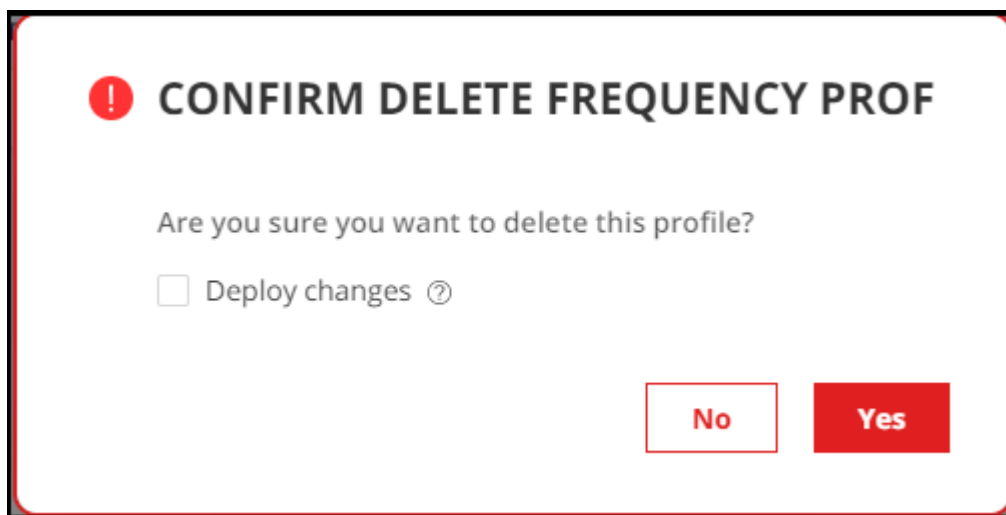 CONFIRM DELETE FREQUENCY PROF
Are you sure you want to delete this profile?
Deploy changes
No
Yes